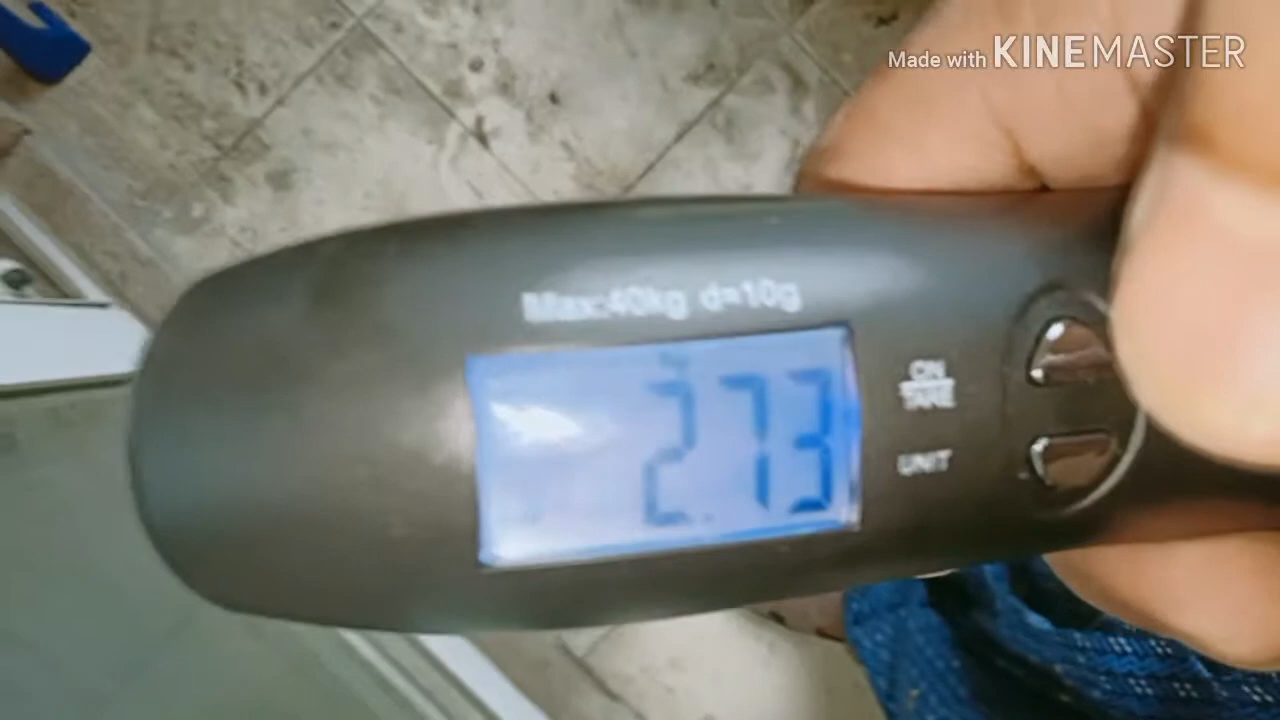 Made with KINEMASTER
Max:40kg d=10g
2.73
ON
TARE
UNIT